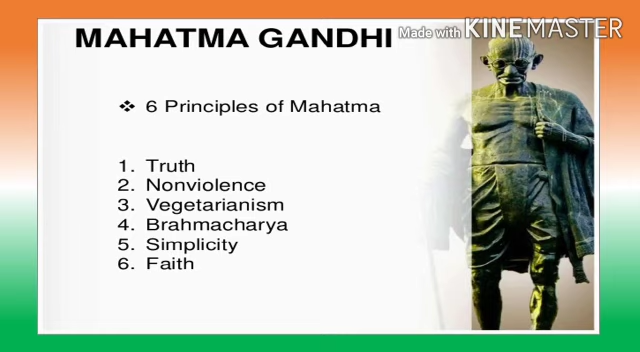 MAHATMA GANDHI
Made with KINEMASTER
❖ 6 Principles of Mahatma
1. Truth
2. Nonviolence
3. Vegetarianism
4. Brahmacharya
5. Simplicity
6. Faith